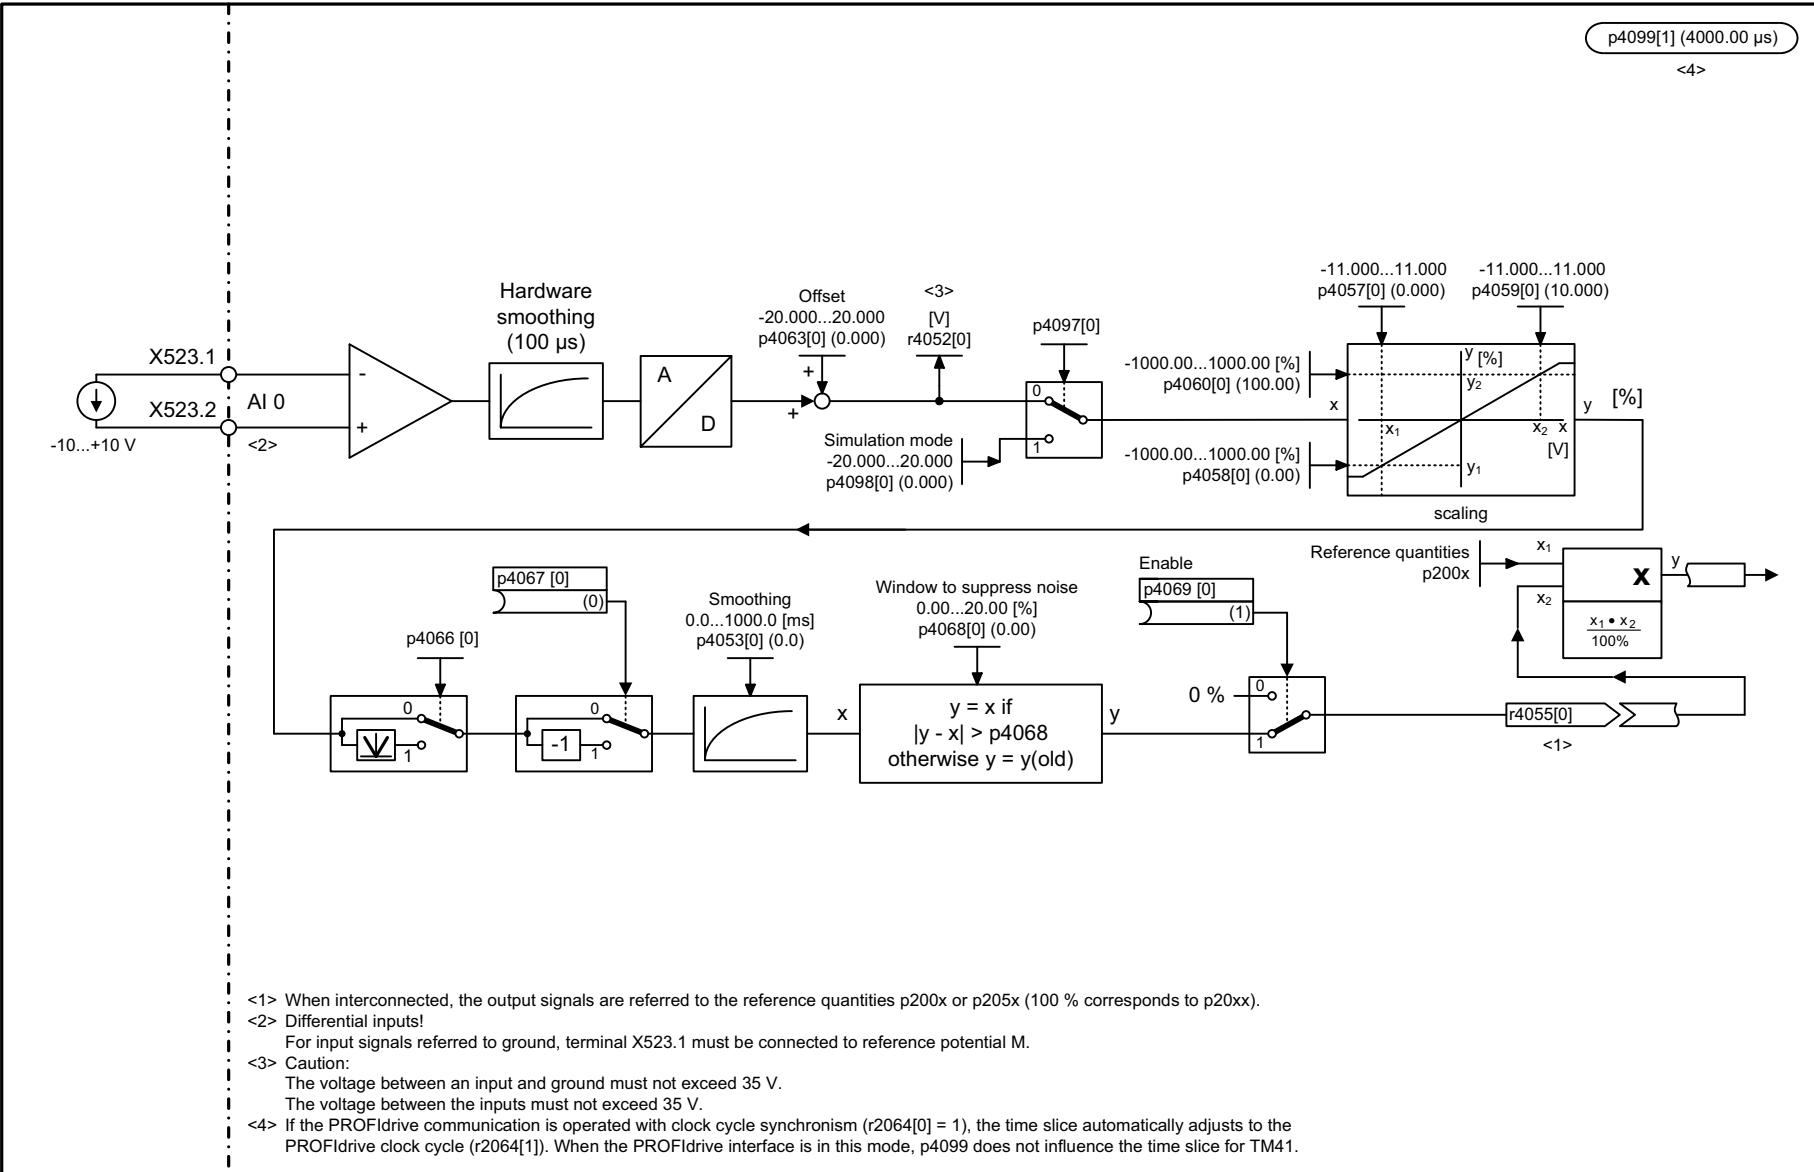 p4099[1] (4000.00 µs)
<4>
Hardware
smoothing
(100 µs)
Offset
-20.000...20.000
p4063[0] (0.000)
<3>
[V]
r4052[0]
p4097[0]
-11.000...11.000
p4057[0] (0.000)
-11.000...11.000
p4059[0] (10.000)
X523.1
X523.2
AI 0
-10...+10 V
<2>
-
+
A
D
+
+
0
1
Simulation mode
-20.000...20.000
p4098[0] (0.000)
-1000.00...1000.00 [%]
p4060[0] (100.00)
-1000.00...1000.00 [%]
p4058[0] (0.00)
x
y [%]
y2
x1
x2 x
[V]
y1
y [%]
scaling
p4067 [0]
(0)
p4066 [0]
Smoothing
0.0...1000.0 [ms]
p4053[0] (0.0)
Window to suppress noise
0.00...20.00 [%]
p4068[0] (0.00)
Enable
p4069 [0]
(1)
Reference quantities
p200x
x1
x2
X
y
x1 • x2
100%
0
1
0
-1
1
x
y = x if
|y - x| > p4068
otherwise y = y(old)
y
0 %
0
1
r4055[0]
<1>
<1> When interconnected, the output signals are referred to the reference quantities p200x or p205x (100 % corresponds to p20xx).
<2> Differential inputs!
For input signals referred to ground, terminal X523.1 must be connected to reference potential M.
<3> Caution:
The voltage between an input and ground must not exceed 35 V.
The voltage between the inputs must not exceed 35 V.
<4> If the PROFIdrive communication is operated with clock cycle synchronism (r2064[0] = 1), the time slice automatically adjusts to the
PROFIdrive clock cycle (r2064[1]). When the PROFIdrive interface is in this mode, p4099 does not influence the time slice for TM41.